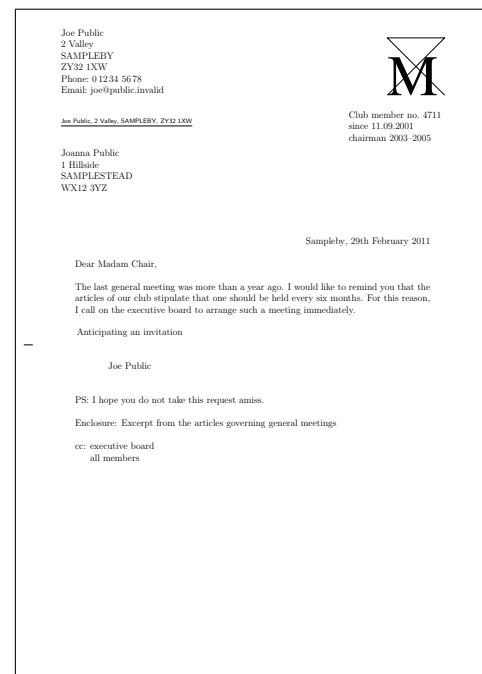 Joe Public
2 Valley
SAMPLEBY
ZY32 1XW
Phone: 0 12 34 56 78
Email: joe@public.invalid
M
Joe Public, 2 Valley, SAMPLEBY, ZY32 1XW
Club member no. 4711
since 11.09.2001
chairman 2003–2005
Joanna Public
1 Hillside
SAMPLESTEAD
WX12 3YZ
Sampleby, 29th February 2011
Dear Madam Chair,
The last general meeting was more than a year ago. I would like to remind you that the
articles of our club stipulate that one should be held every six months. For this reason,
I call on the executive board to arrange such a meeting immediately.
Anticipating an invitation
Joe Public
PS: I hope you do not take this request amiss.
Enclosure: Excerpt from the articles governing general meetings
cc: executive board
all members